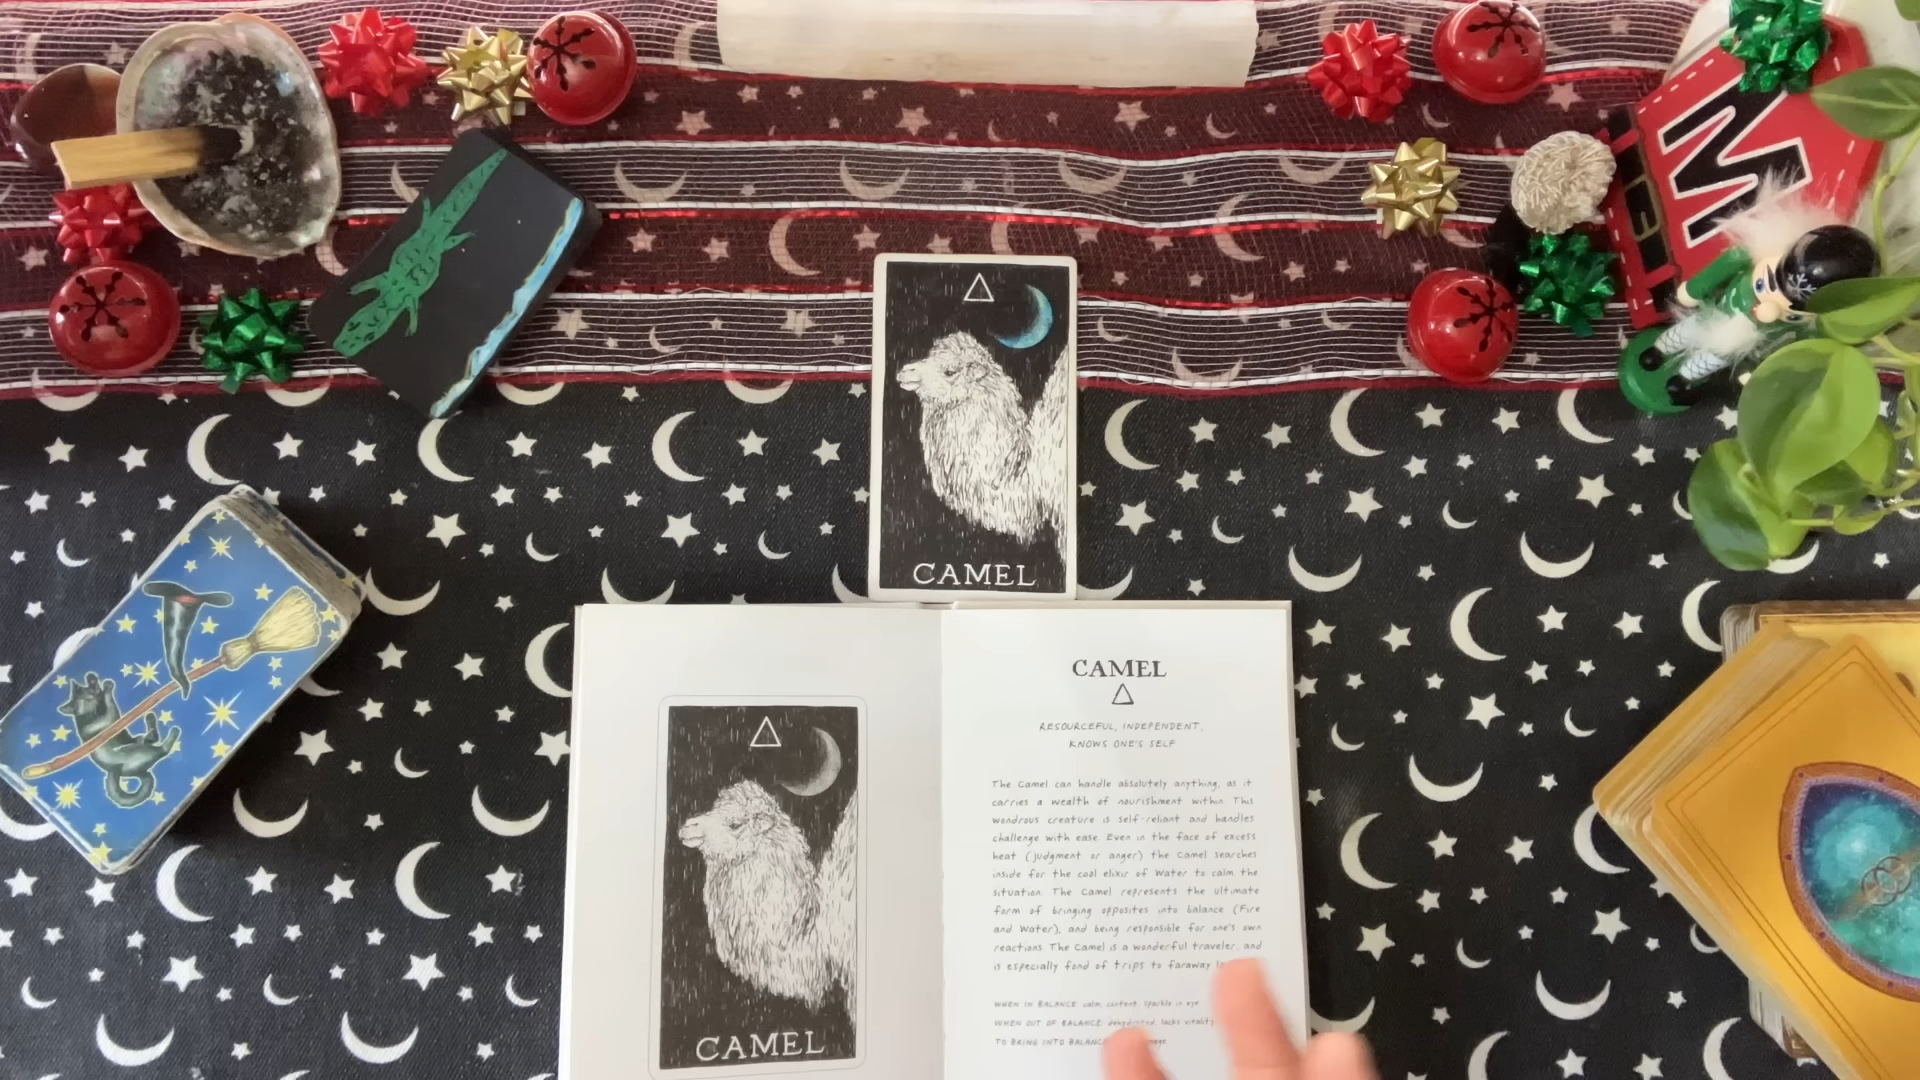 M
CAMEL
CAMEL
CAMEL
RESOURCEFUL, INDEPENDENT,
KNOWS ONE'S SELF
The Camel can handle absolutely anything, as it
carries a wealth of nourishment within. This
wondrous creature is self-reliant and handles
challenge with ease. Even in the face of excess
heat (judgment or anger) the Camel searches
inside for the cool elixir of Water to calm the
situation. The Camel represents the ultimate
form of bringing opposites into balance (Fire
and Water), and being responsible for one's own
reactions. The Camel is a wonderful traveler, and
is especially fond of trips to faraway
WHEN IN BALANCE: calm, content, sparkle in eye
WHEN OUT OF BALANCE: dehydrated, lacks vitality
TO BRING INTO BALANCE